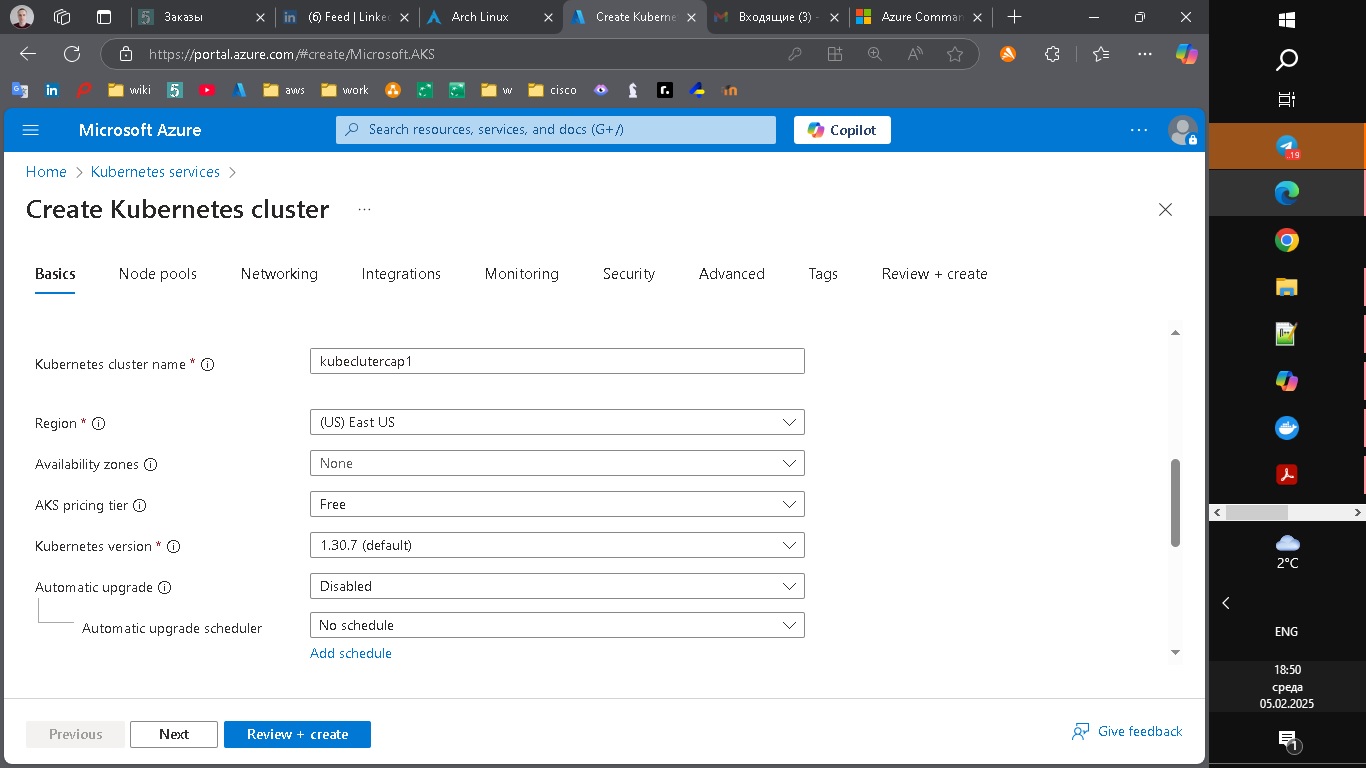 Заказы
(6) Feed | Linke
Arch Linux
Create Kuberne
Входящие (3) -
Azure Comman
https://portal.azure.com/#create/Microsoft.AKS
wiki
aws
work
w
cisco
Microsoft Azure
Search resources, services, and docs (G+/)
Copilot
Home > Kubernetes services >
Create Kubernetes cluster
Basics
Node pools
Networking
Integrations
Monitoring
Security
Advanced
Tags
Review + create
Kubernetes cluster name *
kubeclutercap1
Region *
(US) East US
Availability zones
None
AKS pricing tier
Free
Kubernetes version *
1.30.7 (default)
Automatic upgrade
Disabled
Automatic upgrade scheduler
No schedule
Add schedule
Previous
Next
Review + create
Give feedback
.19
2°C
ENG
18:50
среда
05.02.2025
1